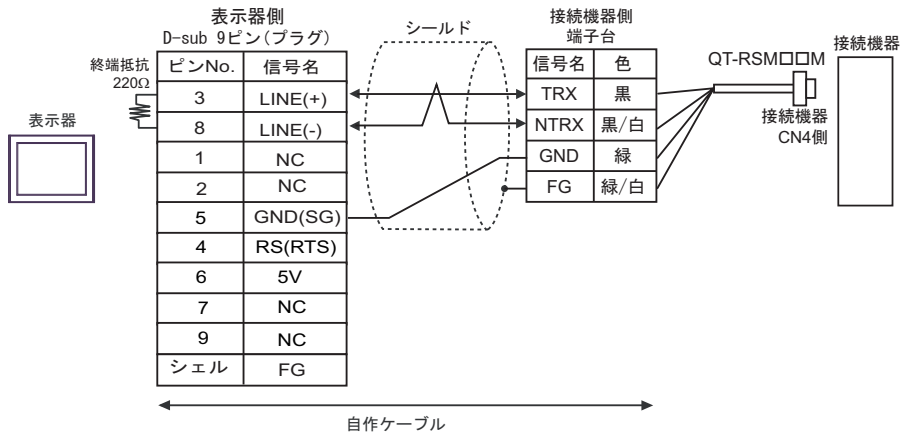 表示器側
D-sub 9ピン(プラグ)
シールド
接続機器側
端子台
終端抵抗
220Ω
ピンNo. 信号名
3 LINE(+)
8 LINE(-)
1 NC
2 NC
5 GND(SG)
4 RS(RTS)
6 5V
7 NC
9 NC
シェル FG
信号名 色
TRX 黒
NTRX 黒/白
GND 緑
FG 緑/白
QT-RSM□□M
接続機器
CN4側
接続機器
表示器
自作ケーブル